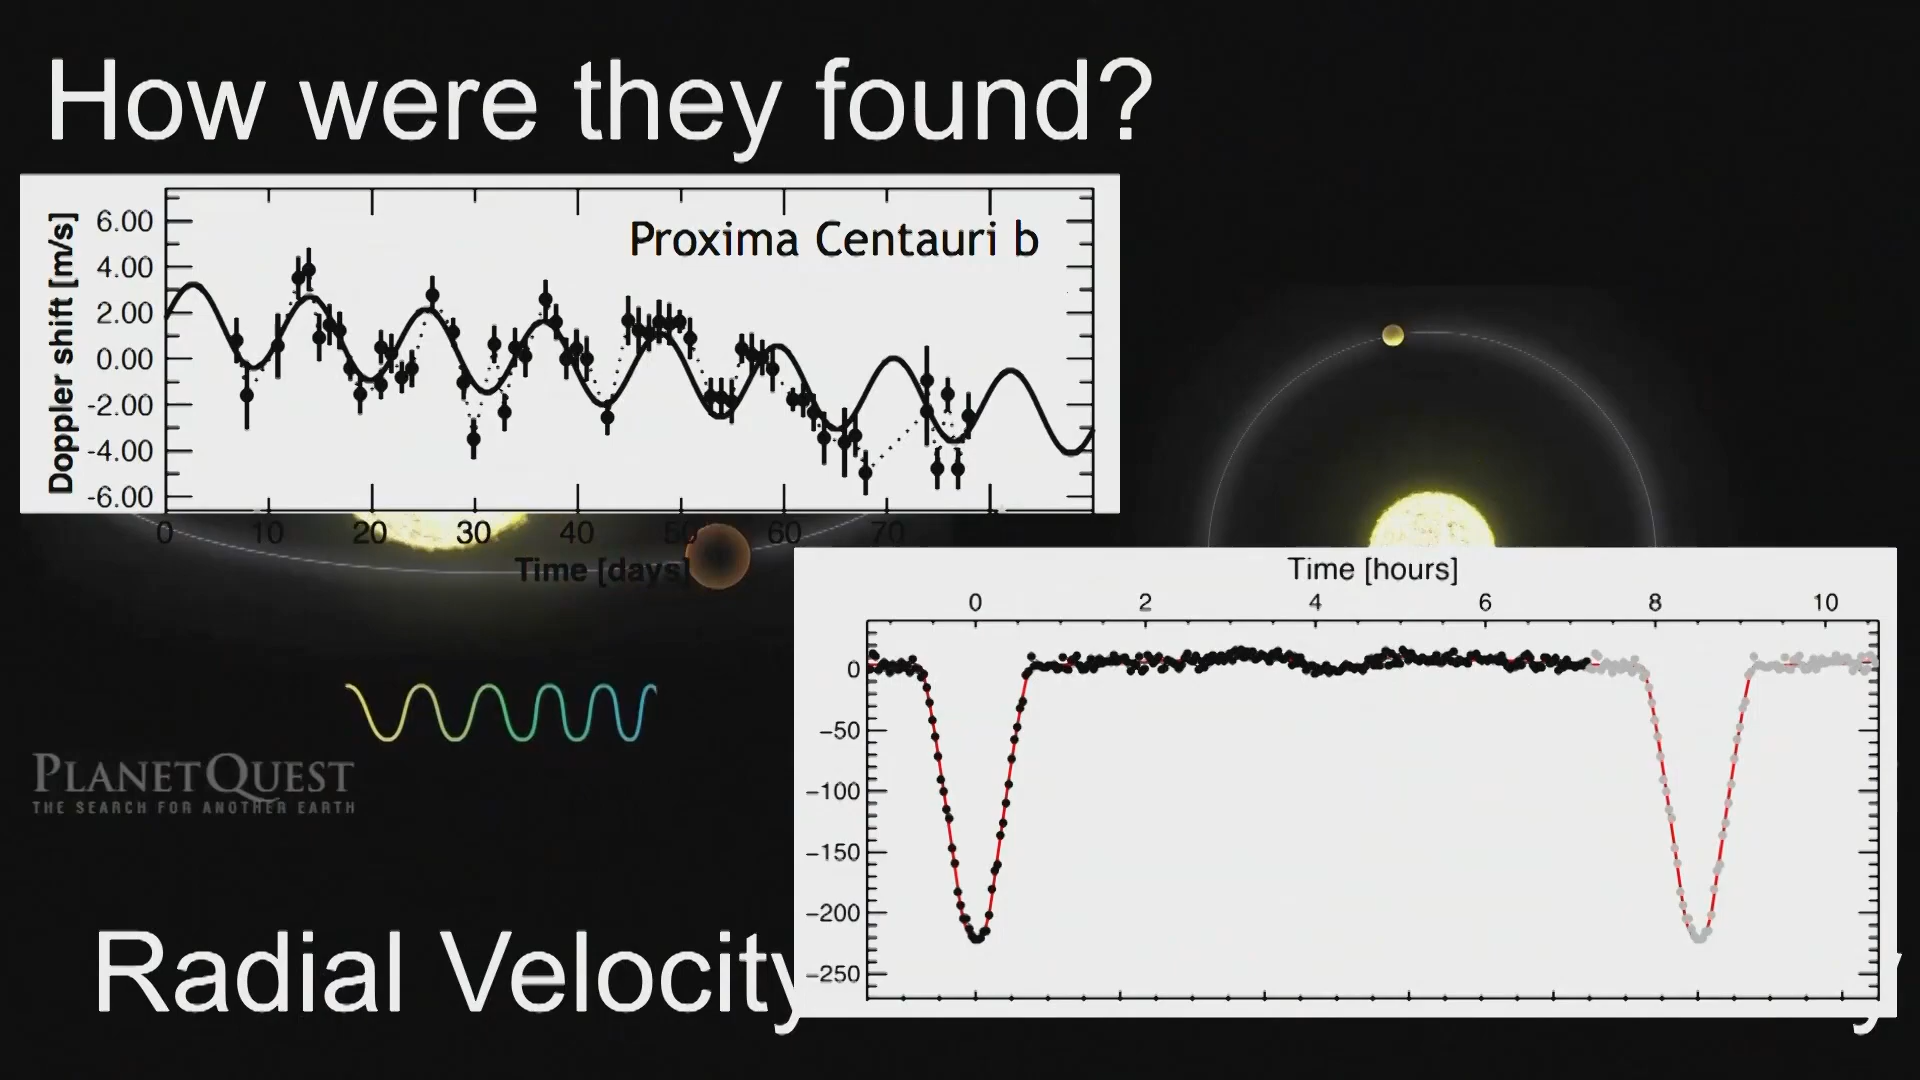 How were they found?
Proxima Centauri b
Doppler shift [m/s]
6.00
4.00
2.00
0.00
-2.00
-4.00
-6.00
0 10 20 30 40 50 60 70
Time [days]
Time [hours]
0 2 4 6 8 10
0
−50
−100
−150
−200
−250
PLANETQUEST
THE SEARCH FOR ANOTHER EARTH
Radial Velocity